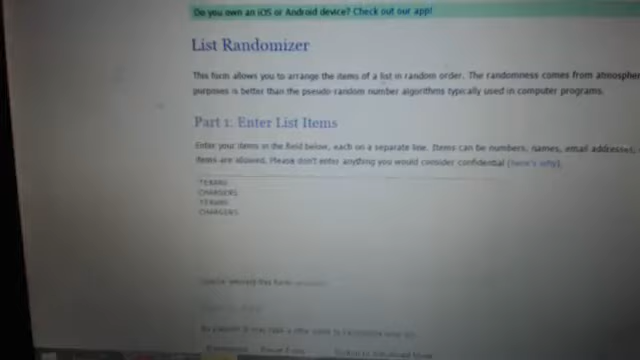 Do you own an iOS or Android device? Check out our app!
List Randomizer
This form allows you to arrange the items of a list in random order. The randomness comes from atmospher
purposes is better than the pseudo-random number algorithms typically used in computer programs.
Part 1: Enter List Items
Enter your items in the field below, each on a separate line. Items can be numbers, names, email addresses,
items are allowed. Please don't enter anything you would consider confidential (here's why).
TEXANS
CHARGERS
TEXANS
CHARGERS